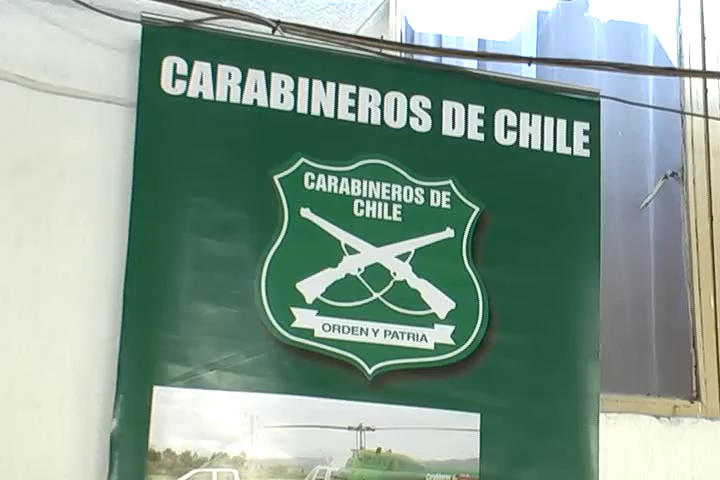 CARABINEROS DE CHILE
CARABINEROS DE
CHILE
ORDEN Y PATRIA